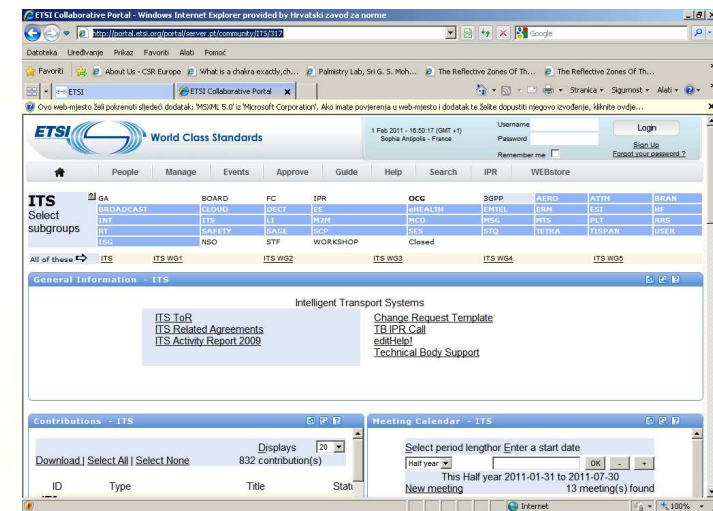 ETSI Collaborative Portal - Windows Internet Explorer provided by Hrvatski zavod za norme
http://portal.etsi.org/portal/server.pt/community/ITS/317
Google
Datoteka Uređivanje Prikaz Favoriti Alati Pomoć
Favoriti About Us - CSR Europe What is a chakra exactly,ch... Palmistry Lab, Sri G. S. Moh... The Reflective Zones Of Th... The Reflective Zones Of Th...
ETSI ETSI Collaborative Portal Stranica Sigurnost Alati
Ovo web-mjesto želi pokrenuti sljedeći dodatak: 'MSXML 5.0' iz 'Microsoft Corporation'. Ako imate povjerenja u web-mjesto i dodatak te želite dopustiti njegovo izvođenje, kliknite ovdje...
ETSI World Class Standards
1 Feb 2011 - 16:50:17 (GMT +1)
Sophia Antipolis - France
Username
Password
Remember me
Login
Sign Up
Forgot your password ?
People Manage Events Approve Guide Help Search IPR WEBstore
ITS
Select
subgroups
GA BOARD FC IPR OCG 3GPP AERO ATTM BRAN
BROADCAST CLOUD DECT EE eHEALTH EMTEL ERM ESI HF
INT ITS LI M2M MCD MSG MTS PLT RRS
RT SAFETY SAGE SCP SES STQ TETRA TISPAN USER
ISG NSO STF WORKSHOP Closed
All of these ITS ITS WG1 ITS WG2 ITS WG3 ITS WG4 ITS WG5
General Information - ITS
Intelligent Transport Systems
ITS ToR
ITS Related Agreements
ITS Activity Report 2009
Change Request Template
TB IPR Call
editHelp!
Technical Body Support
Contributions - ITS
Displays 20
Download | Select All | Select None 832 contribution(s)
ID Type Title Statu
Meeting Calendar - ITS
Select period lengthor Enter a start date
Half year OK - +
This Half year 2011-01-31 to 2011-07-30
New meeting 13 meeting(s) found
Internet 100%